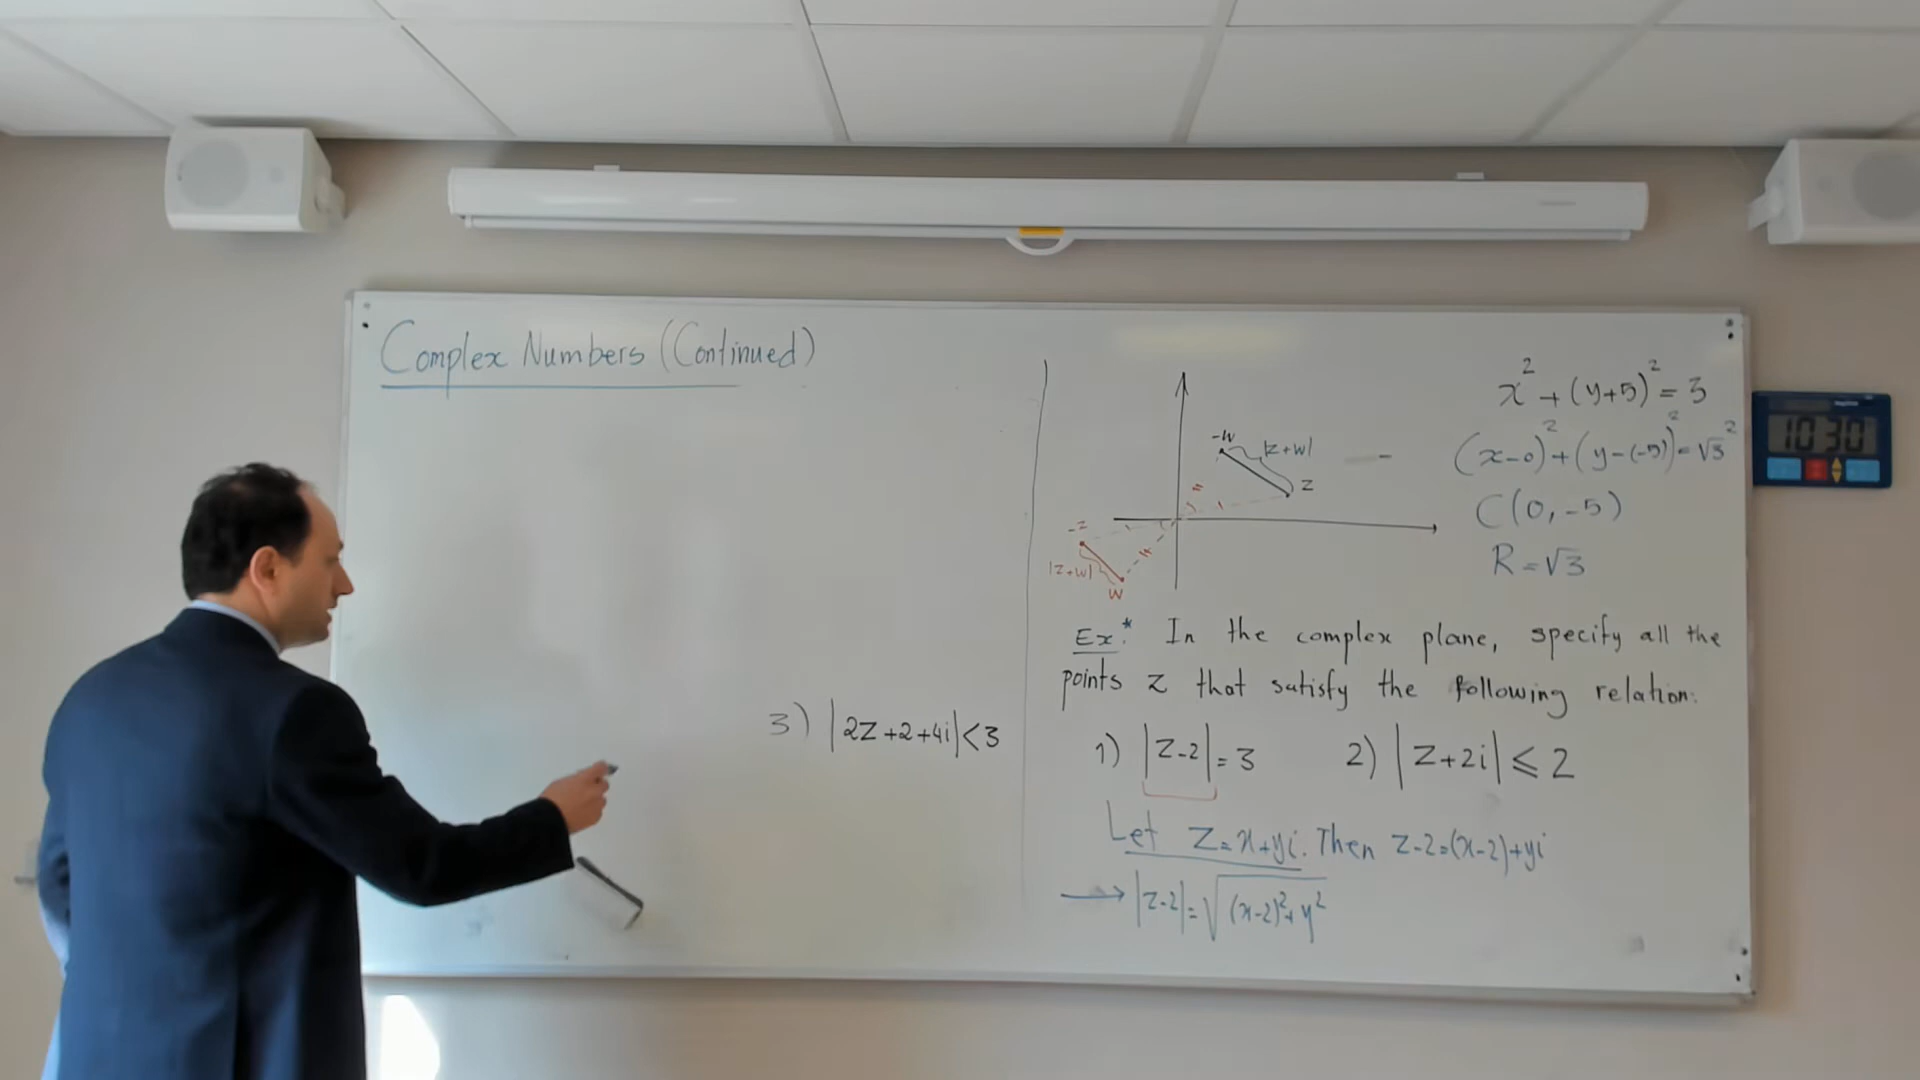 Complex Numbers (Continued)
3) |2z+2+4i|<3
-w
|z+w|
z
-z
|z+w|
w
x²+(y+5)²=3
(x-0)²+(y-(-5))²=√3²
C(0,-5)
R=√3
Ex:* In the complex plane, specify all the
points z that satisfy the following relation:
1) |z-2|=3 2) |z+2i|⩽2
Let z=x+yi. Then z-2=(x-2)+yi
→ |z-2|=√(x-2)²+y²
10:30